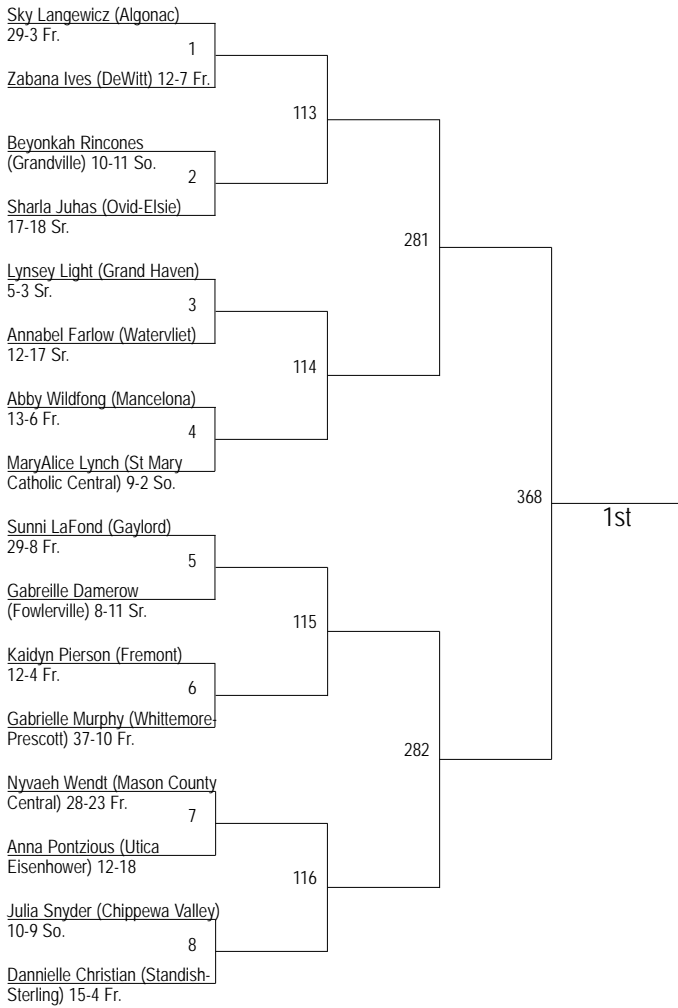 Sky Langewicz (Algonac)
29-3 Fr.
1
Zabana Ives (DeWitt) 12-7 Fr.
113
Beyonkah Rincones
(Grandville) 10-11 So.
2
Sharla Juhas (Ovid-Elsie)
17-18 Sr.
281
Lynsey Light (Grand Haven)
5-3 Sr.
3
Annabel Farlow (Watervliet)
12-17 Sr.
114
Abby Wildfong (Mancelona)
13-6 Fr.
4
MaryAlice Lynch (St Mary
Catholic Central) 9-2 So.
368
1st
Sunni LaFond (Gaylord)
29-8 Fr.
5
Gabreille Damerow
(Fowlerville) 8-11 Sr.
115
Kaidyn Pierson (Fremont)
12-4 Fr.
6
Gabrielle Murphy (Whittemore-
Prescott) 37-10 Fr.
282
Nyvaeh Wendt (Mason County
Central) 28-23 Fr.
7
Anna Pontzious (Utica
Eisenhower) 12-18
116
Julia Snyder (Chippewa Valley)
10-9 So.
8
Dannielle Christian (Standish-
Sterling) 15-4 Fr.